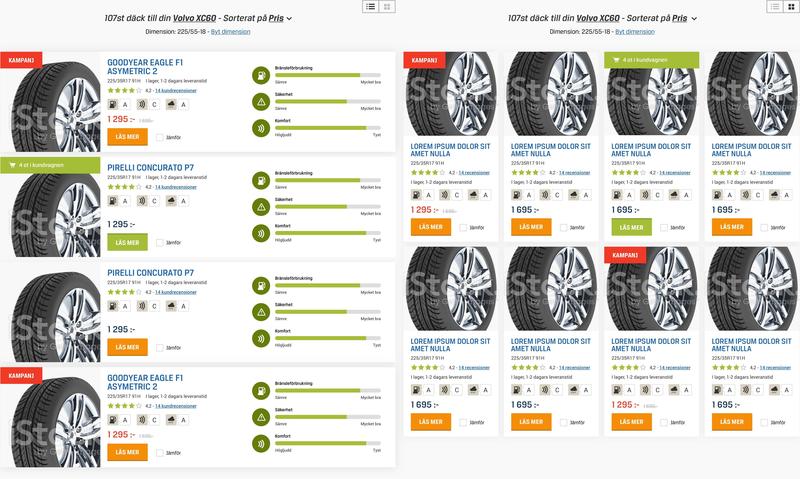 107st däck till din Volvo XC60 - Sorterat på Pris
Dimension: 225/55-18 - Byt dimension
KAMPANJ
GOODYEAR EAGLE F1
ASYMETRIC 2
225/35R17 91H I lager, 1-2 dagars leveranstid
4,2 - 14 kundrecensioner
A C A
1 295 :-
LÄS MER
Jämför
Bränsleförbrukning
Sämre Mycket bra
Säkerhet
Sämre Mycket bra
Komfort
Högljudd Tyst
4 st i kundvagnen
PIRELLI CONCURATO P7
225/35R17 91H I lager, 1-2 dagars leveranstid
4,2 - 14 kundrecensioner
A C A
1 295 :-
LÄS MER
Jämför
Bränsleförbrukning
Sämre Mycket bra
Säkerhet
Sämre Mycket bra
Komfort
Högljudd Tyst
PIRELLI CONCURATO P7
225/35R17 91H I lager, 1-2 dagars leveranstid
4,2 - 14 kundrecensioner
A C A
1 295 :-
LÄS MER
Jämför
Bränsleförbrukning
Sämre Mycket bra
Säkerhet
Sämre Mycket bra
Komfort
Högljudd Tyst
KAMPANJ
GOODYEAR EAGLE F1
ASYMETRIC 2
225/35R17 91H I lager, 1-2 dagars leveranstid
4,2 - 14 kundrecensioner
A C A
1 295 :-
LÄS MER
Jämför
Bränsleförbrukning
Sämre Mycket bra
Säkerhet
Sämre Mycket bra
Komfort
Högljudd Tyst
107st däck till din Volvo XC60 - Sorterat på Pris
Dimension: 225/55-18 - Byt dimension
KAMPANJ
LOREM IPSUM DOLOR SIT
AMET NULLA
225/35R17 91H
4,2 - 14 recensioner
I lager, 1-2 dagars leveranstid
A C A
1 295 :-
LÄS MER
Jämför
LOREM IPSUM DOLOR SIT
AMET NULLA
225/35R17 91H
4,2 - 14 recensioner
I lager, 1-2 dagars leveranstid
A C A
1 695 :-
LÄS MER
Jämför
4 st i kundvagnen
LOREM IPSUM DOLOR SIT
AMET NULLA
225/35R17 91H
4,2 - 14 recensioner
I lager, 1-2 dagars leveranstid
A C A
1 695 :-
LÄS MER
Jämför
LOREM IPSUM DOLOR SIT
AMET NULLA
225/35R17 91H
4,2 - 14 recensioner
I lager, 1-2 dagars leveranstid
A C A
1 695 :-
LÄS MER
Jämför
LOREM IPSUM DOLOR SIT
AMET NULLA
225/35R17 91H
4,2 - 14 recensioner
I lager, 1-2 dagars leveranstid
A C A
1 695 :-
LÄS MER
Jämför
LOREM IPSUM DOLOR SIT
AMET NULLA
225/35R17 91H
4,2 - 14 recensioner
I lager, 1-2 dagars leveranstid
A C A
1 695 :-
LÄS MER
Jämför
KAMPANJ
LOREM IPSUM DOLOR SIT
AMET NULLA
225/35R17 91H
4,2 - 14 recensioner
I lager, 1-2 dagars leveranstid
A C A
1 295 :-
LÄS MER
Jämför
LOREM IPSUM DOLOR SIT
AMET NULLA
225/35R17 91H
4,2 - 14 recensioner
I lager, 1-2 dagars leveranstid
A C A
1 695 :-
LÄS MER
Jämför